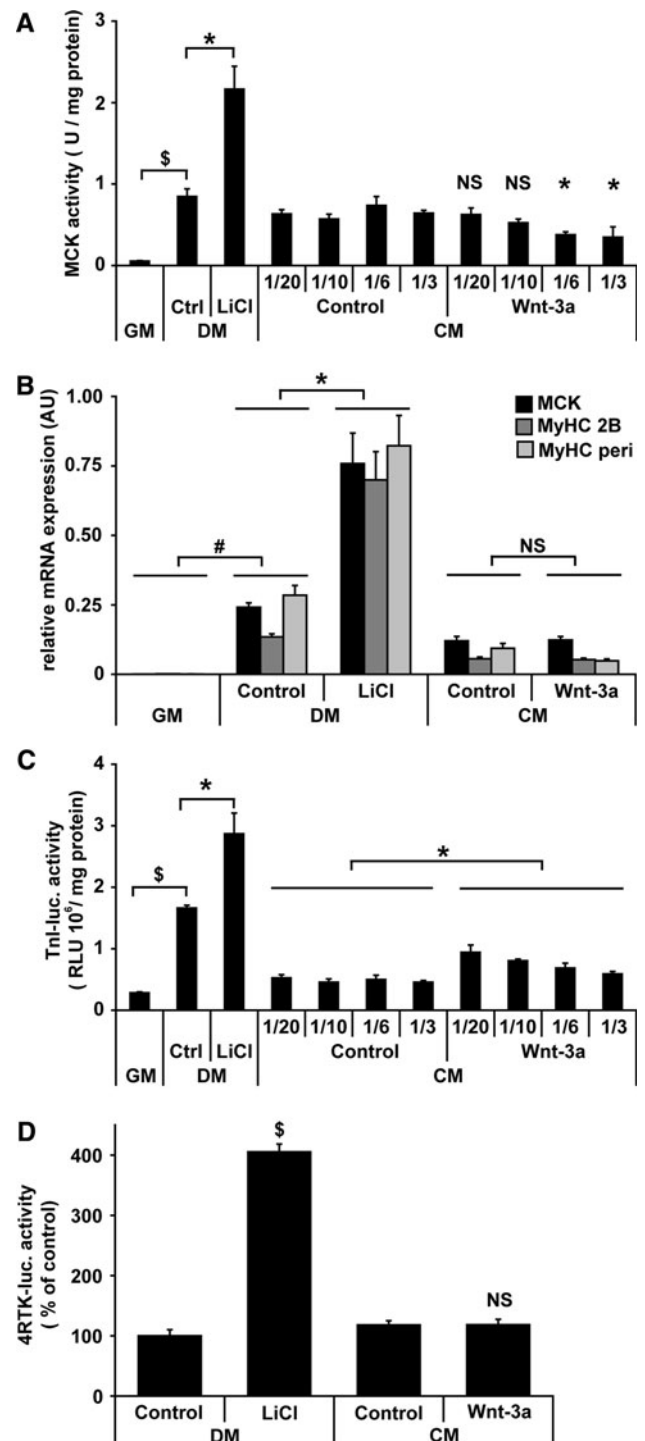 A
MCK activity ( U / mg protein)
3
2
1
0
$
*
NS NS * *
1/20 1/10 1/6 1/3 1/20 1/10 1/6 1/3
Ctrl LiCl Control Wnt-3a
GM DM CM
B
relative mRNA expression (AU)
1.00
0.75
0.50
0.25
0
*
#
NS
MCK
MyHC 2B
MyHC peri
Control LiCl Control Wnt-3a
GM DM CM
C
TnI-luc. activity
( RLU 10⁶/ mg protein)
4
3
2
1
0
$
*
*
1/20 1/10 1/6 1/3 1/20 1/10 1/6 1/3
Ctrl LiCl Control Wnt-3a
GM DM CM
D
4RTK-luc. activity
( % of control)
400
300
200
100
0
$
NS
Control LiCl Control Wnt-3a
DM CM